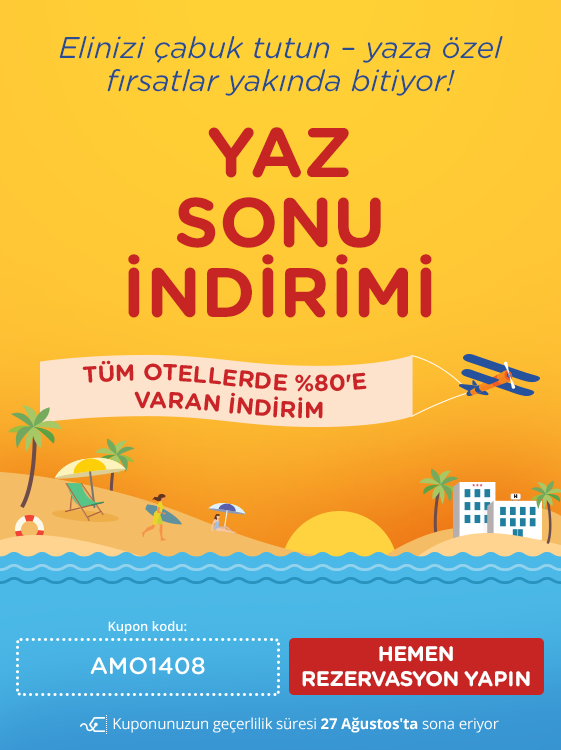 Elinizi çabuk tutun – yaza özel
fırsatlar yakında bitiyor!
YAZ
SONU
İNDİRİMİ
TÜM OTELLERDE %80'E
VARAN İNDİRİM
H
Kupon kodu:
AMO1408
HEMEN
REZERVASYON YAPIN
Kuponunuzun geçerlilik süresi 27 Ağustos'ta sona eriyor